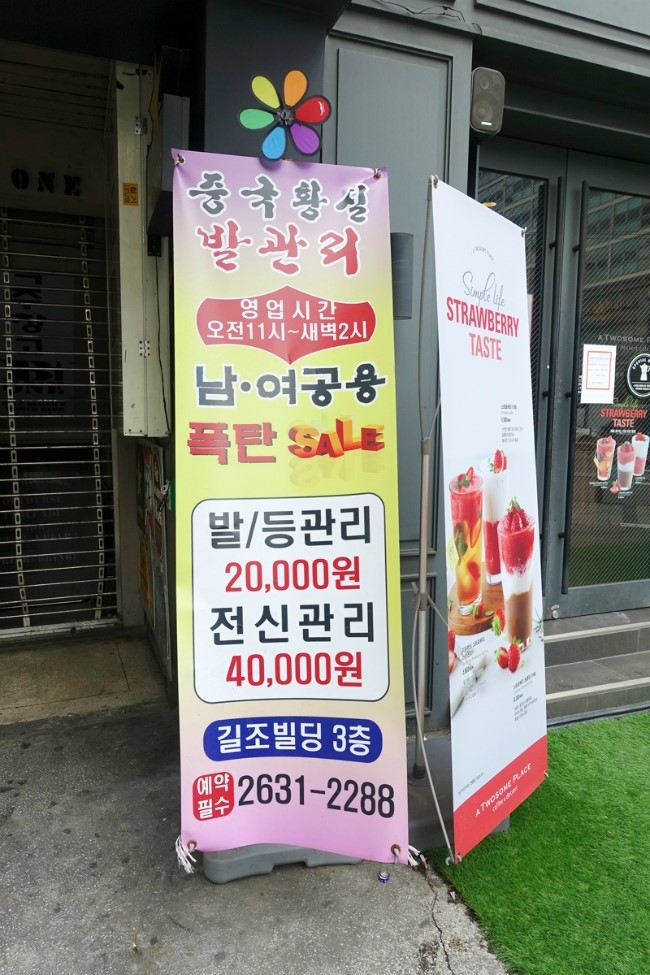 ONE
중국황실
발관리
영업시간
오전11시~새벽2시
남·여공용
폭탄 SALE
발/등관리
20,000원
전신관리
40,000원
길조빌딩 3층
예약
필수
2631-2288
Simple life
STRAWBERRY
TASTE
A TWOSOME PLACE
A TWOSOME
STRAWBERRY
TASTE